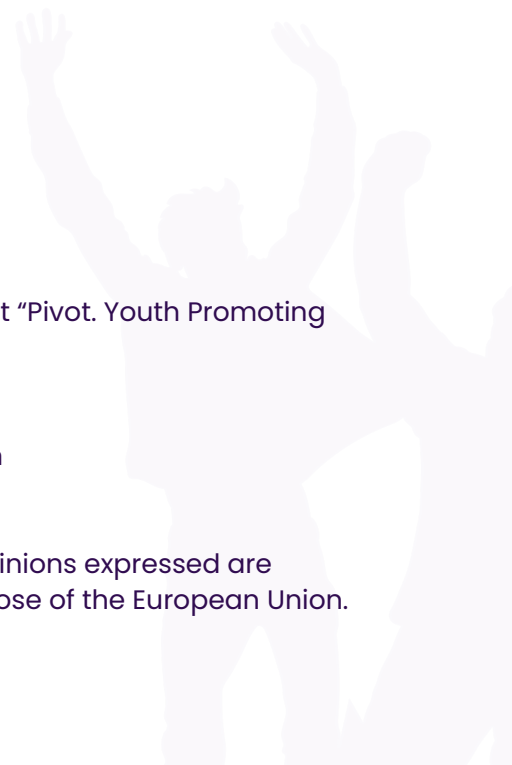 t “Pivot. Youth Promoting
inions expressed are
ose of the European Union.